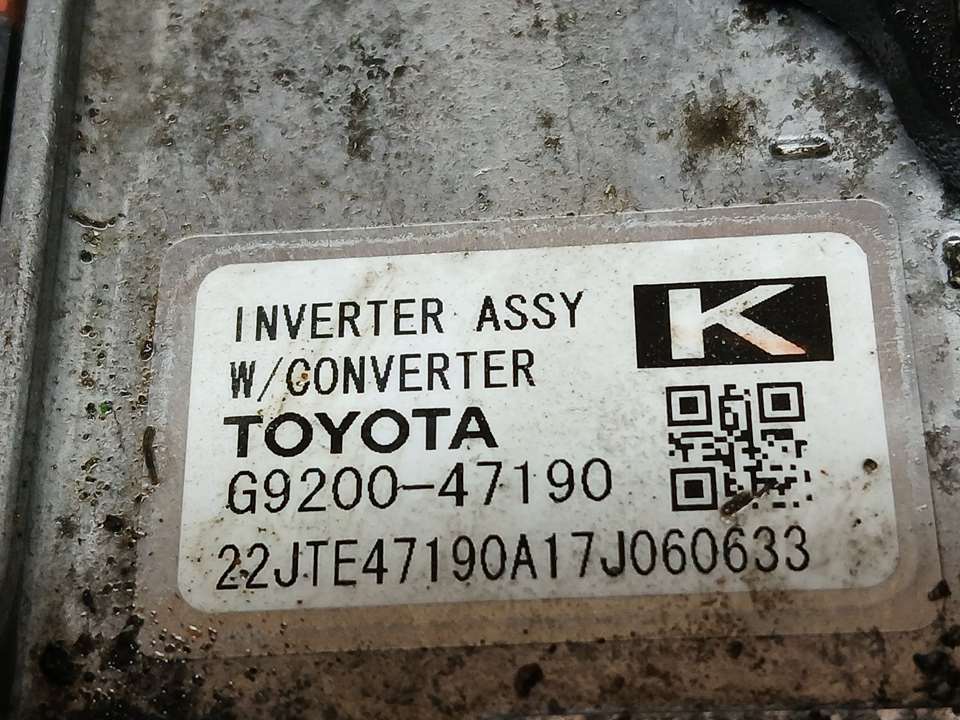 INVERTER ASSY
K
W/CONVERTER
TOYOTA
G9200-47190
22JTE47190A17J060633